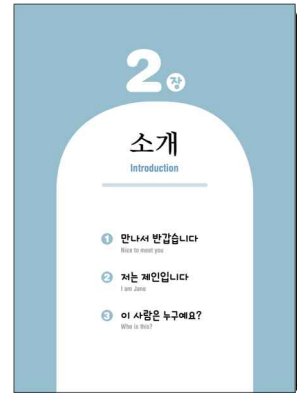 2장
소개
Introduction
1 만나서 반갑습니다
Nice to meet you
2 저는 제인입니다
I am Jane
3 이 사람은 누구예요?
Who is this?